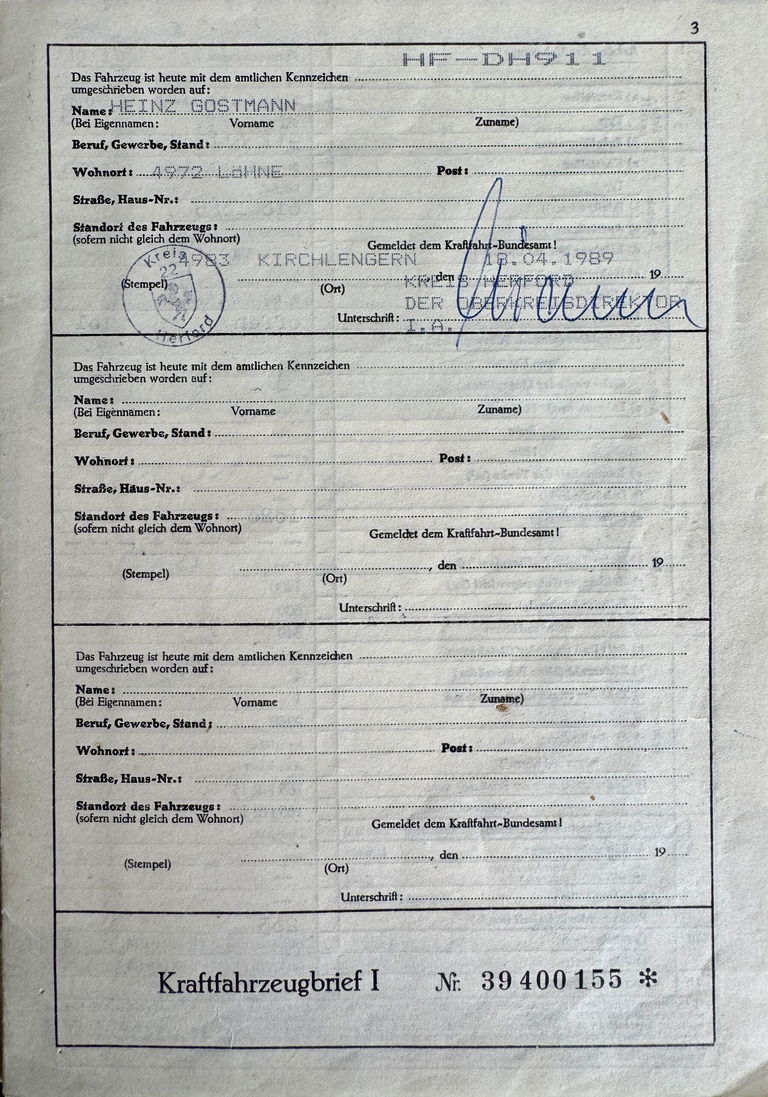 3
HF-DH911
Das Fahrzeug ist heute mit dem amtlichen Kennzeichen
umgeschrieben worden auf:
Name: HEINZ GOSTMANN
(Bei Eigennamen: Vorname Zuname)
Beruf, Gewerbe, Stand:
Wohnort: 4972 LöHNE Post:
Straße, Haus-Nr.:
Standort des Fahrzeugs:
(sofern nicht gleich dem Wohnort) Gemeldet dem Kraftfahrt-Bundesamt!
4983 KIRCHLENGERN 18.04.1989
Kreis
22
Herford
(Stempel) (Ort) den 19
KREIS HERFORD
DER OBERKREISDIREKTOR
Unterschrift: I.A.
Das Fahrzeug ist heute mit dem amtlichen Kennzeichen
umgeschrieben worden auf:
Name:
(Bei Eigennamen: Vorname Zuname)
Beruf, Gewerbe, Stand:
Wohnort: Post:
Straße, Haus-Nr.:
Standort des Fahrzeugs:
(sofern nicht gleich dem Wohnort) Gemeldet dem Kraftfahrt-Bundesamt!
, den 19
(Stempel) (Ort)
Unterschrift:
Das Fahrzeug ist heute mit dem amtlichen Kennzeichen
umgeschrieben worden auf:
Name:
(Bei Eigennamen: Vorname Zuname)
Beruf, Gewerbe, Stand:
Wohnort: Post:
Straße, Haus-Nr.:
Standort des Fahrzeugs:
(sofern nicht gleich dem Wohnort) Gemeldet dem Kraftfahrt-Bundesamt!
, den 19
(Stempel) (Ort)
Unterschrift:
Kraftfahrzeugbrief I Nr. 39400155 *